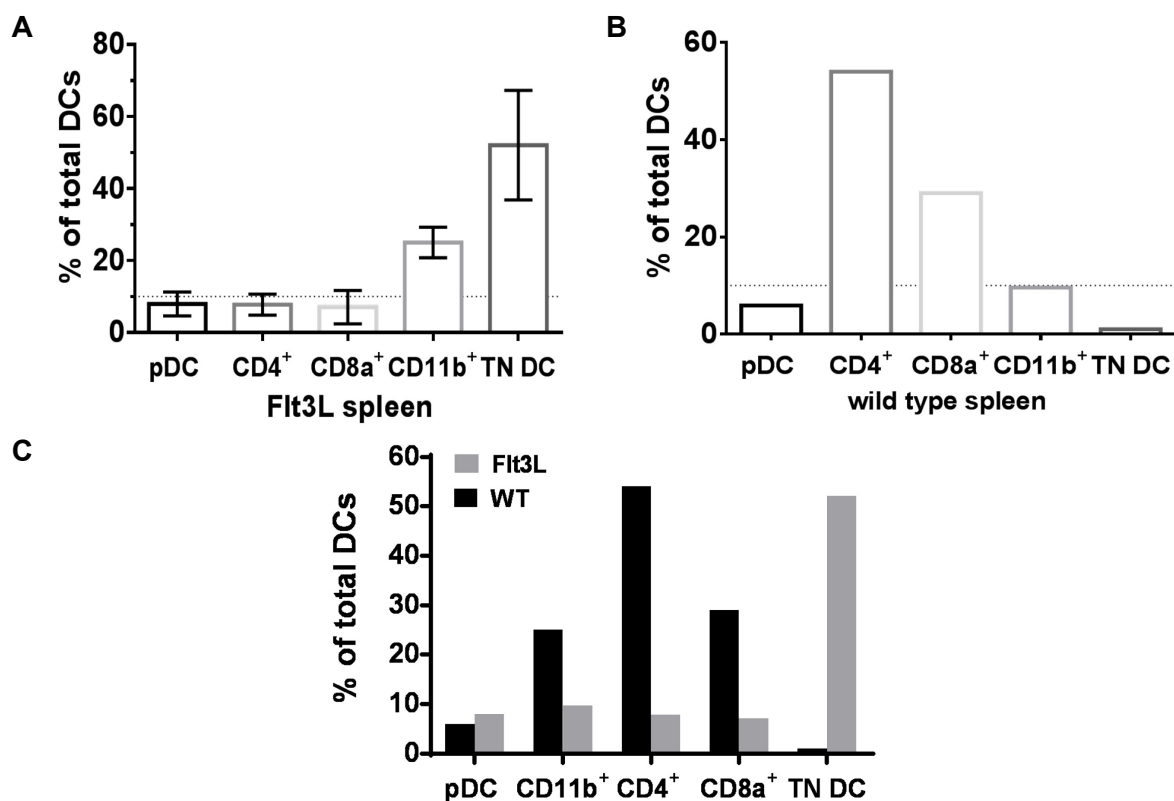 A
% of total DCs
80
60
40
20
0
pDC CD4⁺ CD8a⁺ CD11b⁺ TN DC
Flt3L spleen
B
% of total DCs
60
40
20
0
pDC CD4⁺ CD8a⁺ CD11b⁺ TN DC
wild type spleen
C
% of total DCs
60
50
40
30
20
10
0
Flt3L
WT
pDC CD11b⁺ CD4⁺ CD8a⁺ TN DC